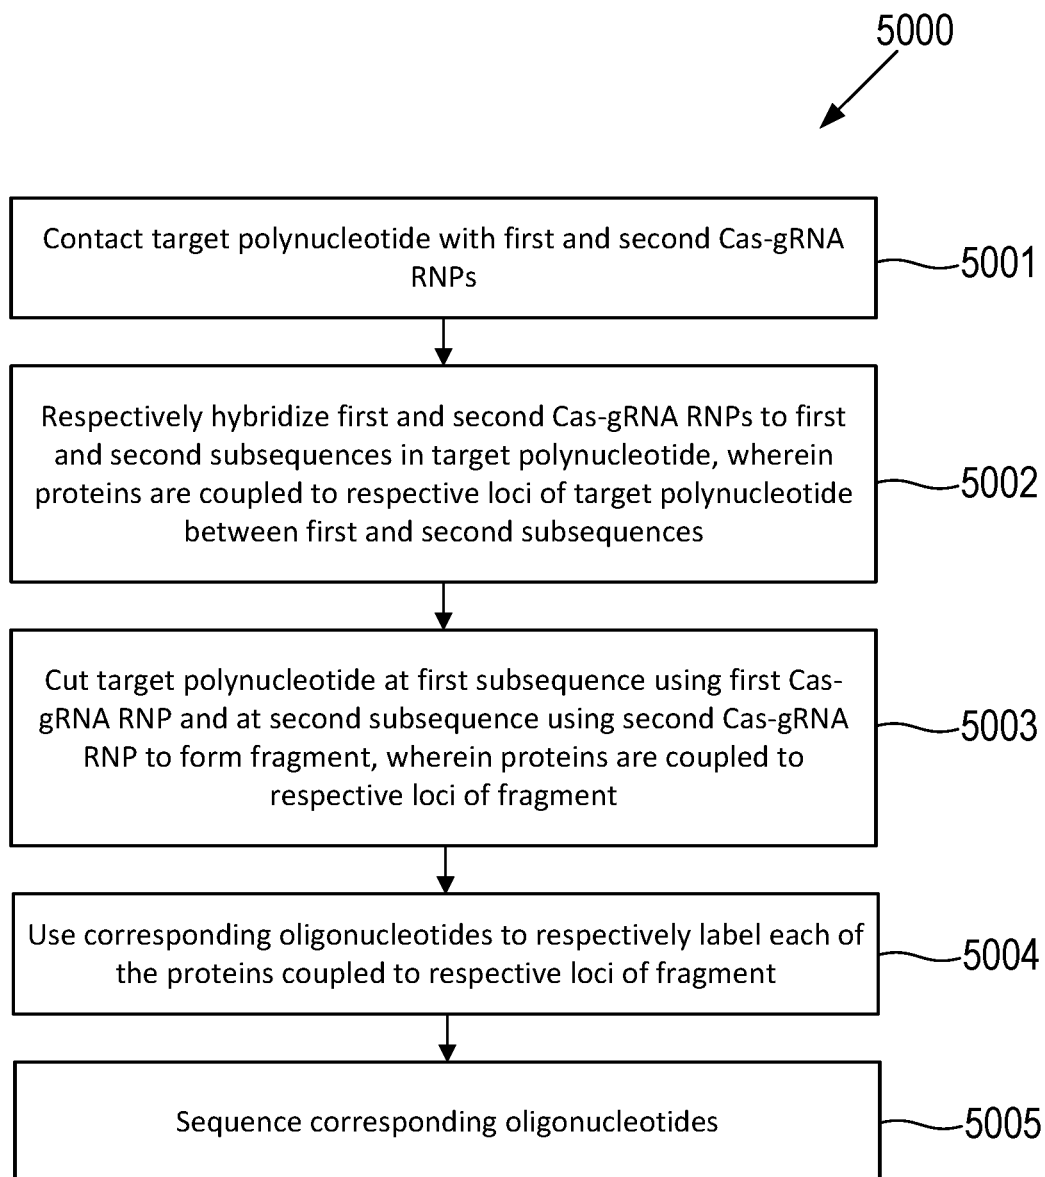 5000
Contact target polynucleotide with first and second Cas-gRNA
RNPs
5001
Respectively hybridize first and second Cas-gRNA RNPs to first
and second subsequences in target polynucleotide, wherein
proteins are coupled to respective loci of target polynucleotide
between first and second subsequences
5002
Cut target polynucleotide at first subsequence using first Cas-
gRNA RNP and at second subsequence using second Cas-gRNA
RNP to form fragment, wherein proteins are coupled to
respective loci of fragment
5003
Use corresponding oligonucleotides to respectively label each of
the proteins coupled to respective loci of fragment
5004
Sequence corresponding oligonucleotides
5005